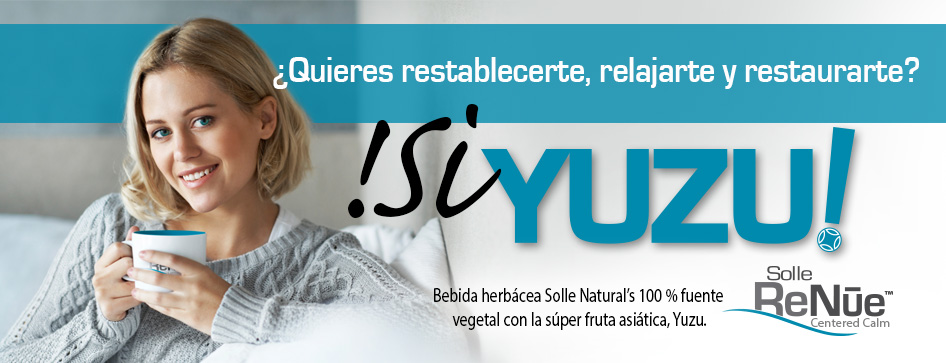 ¿Quieres restablecerte, relajarte y restaurarte?
!Si YUZU!
Bebida herbácea Solle Natural's 100 % fuente
vegetal con la súper fruta asiática, Yuzu.
Solle
ReNūe™
Centered Calm